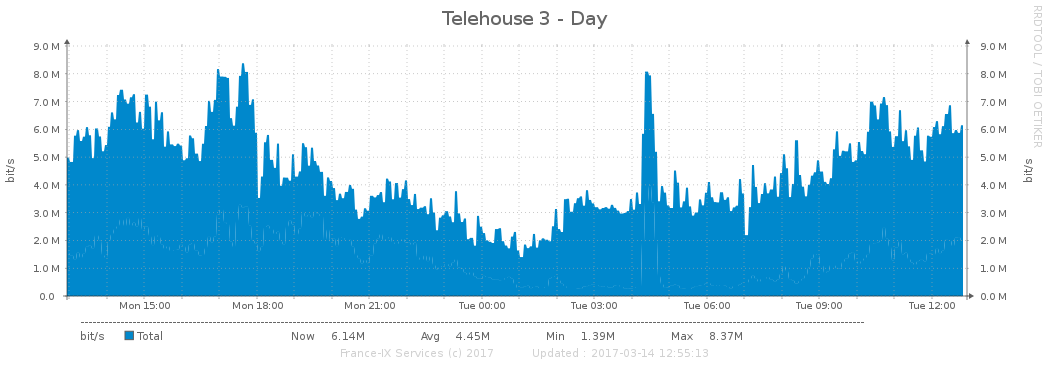 Telehouse 3 - Day
RRDTOOL / TOBI OETIKER
9.0 M 9.0 M
8.0 M 8.0 M
7.0 M 7.0 M
6.0 M 6.0 M
5.0 M 5.0 M
4.0 M 4.0 M
3.0 M 3.0 M
2.0 M 2.0 M
1.0 M 1.0 M
0.0 0.0 M
bit/s bit/s
Mon 15:00 Mon 18:00 Mon 21:00 Tue 00:00 Tue 03:00 Tue 06:00 Tue 09:00 Tue 12:00
bit/s Total Now 6.14M Avg 4.45M Min 1.39M Max 8.37M
France-IX Services (c) 2017 Updated : 2017-03-14 12:55:13